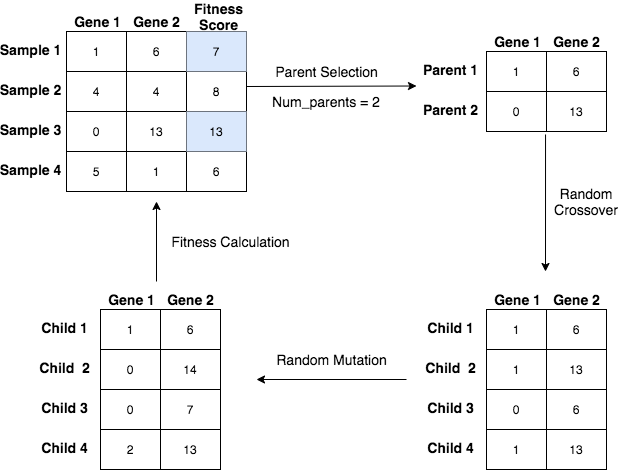 Gene 1 Gene 2 Fitness Score
Sample 1 1 6 7
Sample 2 4 4 8
Sample 3 0 13 13
Sample 4 5 1 6
Parent Selection
Num_parents = 2
Gene 1 Gene 2
Parent 1 1 6
Parent 2 0 13
Random
Crossover
Fitness Calculation
Gene 1 Gene 2
Child 1 1 6
Child 2 0 14
Child 3 0 7
Child 4 2 13
Random Mutation
Gene 1 Gene 2
Child 1 1 6
Child 2 1 13
Child 3 0 6
Child 4 1 13